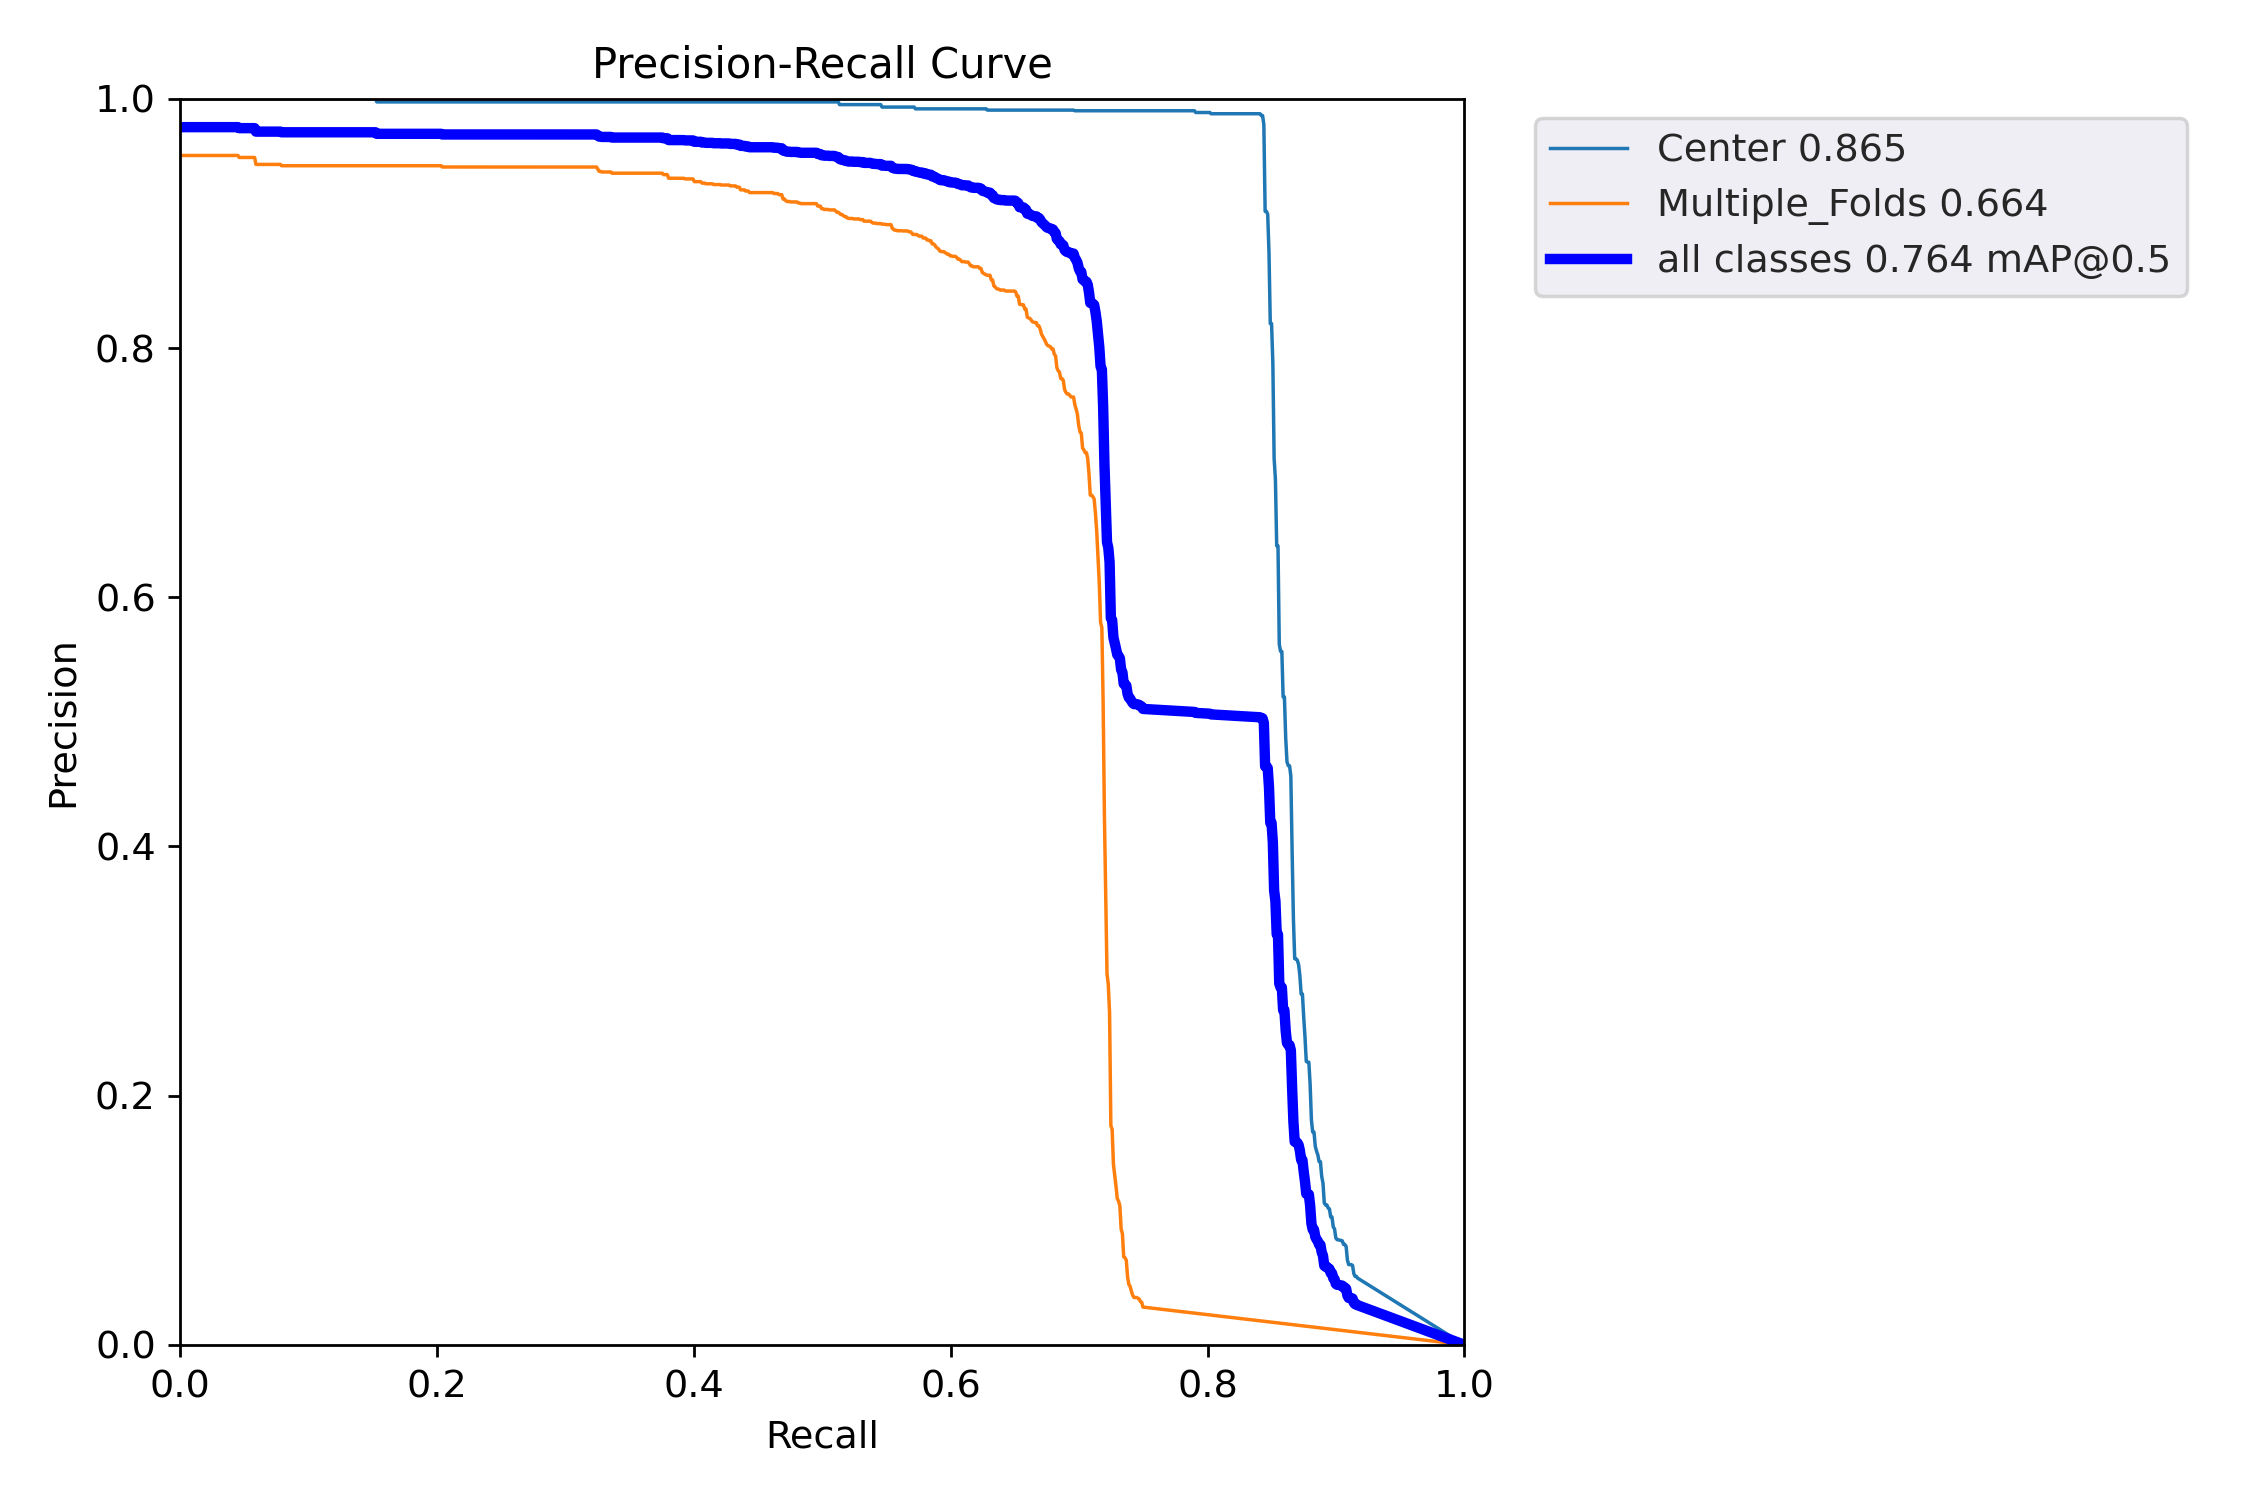 Precision-Recall Curve
1.0
0.8
0.6
0.4
0.2
0.0
Precision
0.0 0.2 0.4 0.6 0.8 1.0
Recall
Center 0.865
Multiple_Folds 0.664
all classes 0.764 mAP@0.5